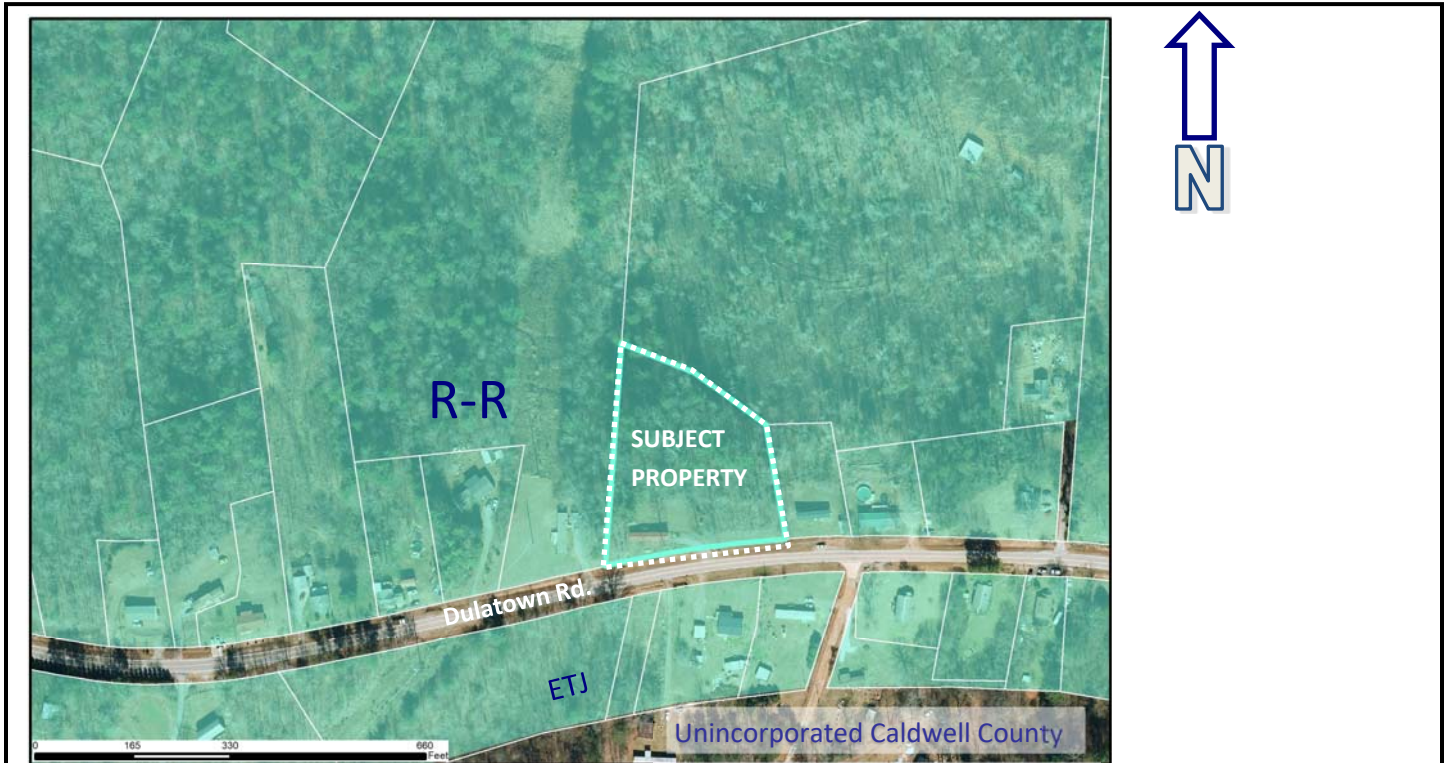 N
R-R
SUBJECT
PROPERTY
Dulatown Rd.
ETJ
Unincorporated Caldwell County
0 165 330 660
Feet